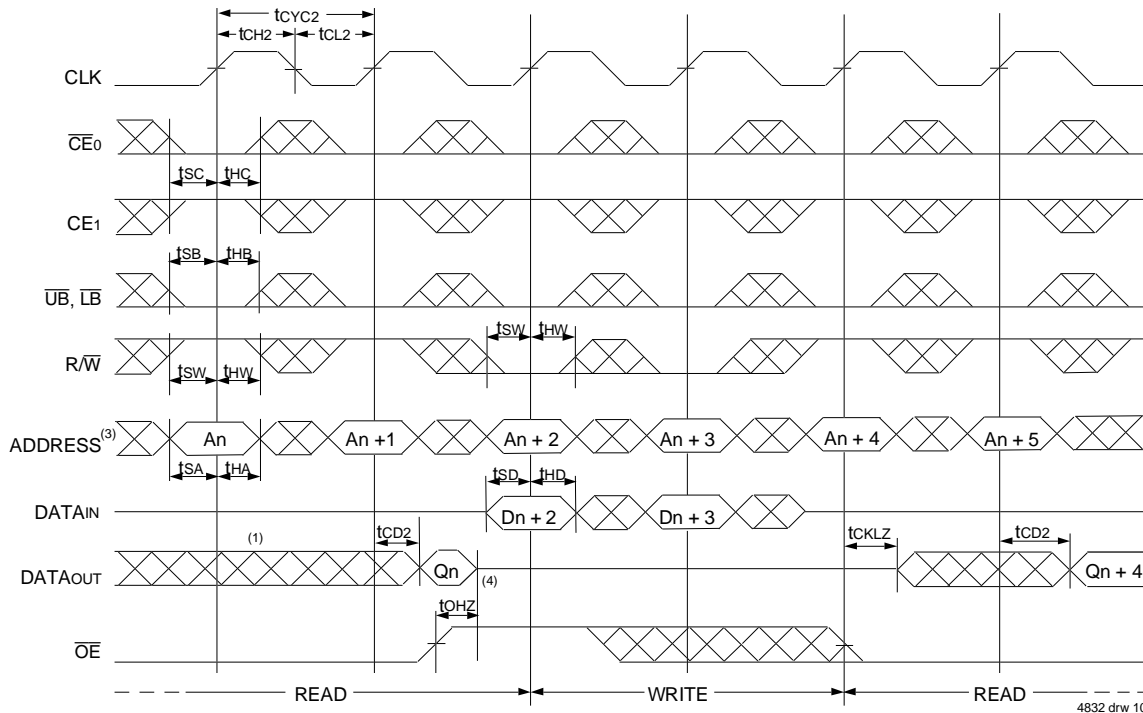 tCYC2
tCH2 tCL2
CLK
CE0
tSC tHC
CE1
tSB tHB
UB, LB
tSW tHW
R/W
tSW tHW
ADDRESS(3) An An +1 An + 2 An + 3 An + 4 An + 5
tSA tHA
tSD tHD
DATAIN Dn + 2 Dn + 3
(1) tCD2 tCKLZ tCD2
DATAOUT Qn (4) Qn + 4
tOHZ
OE
READ WRITE READ
4832 drw 10